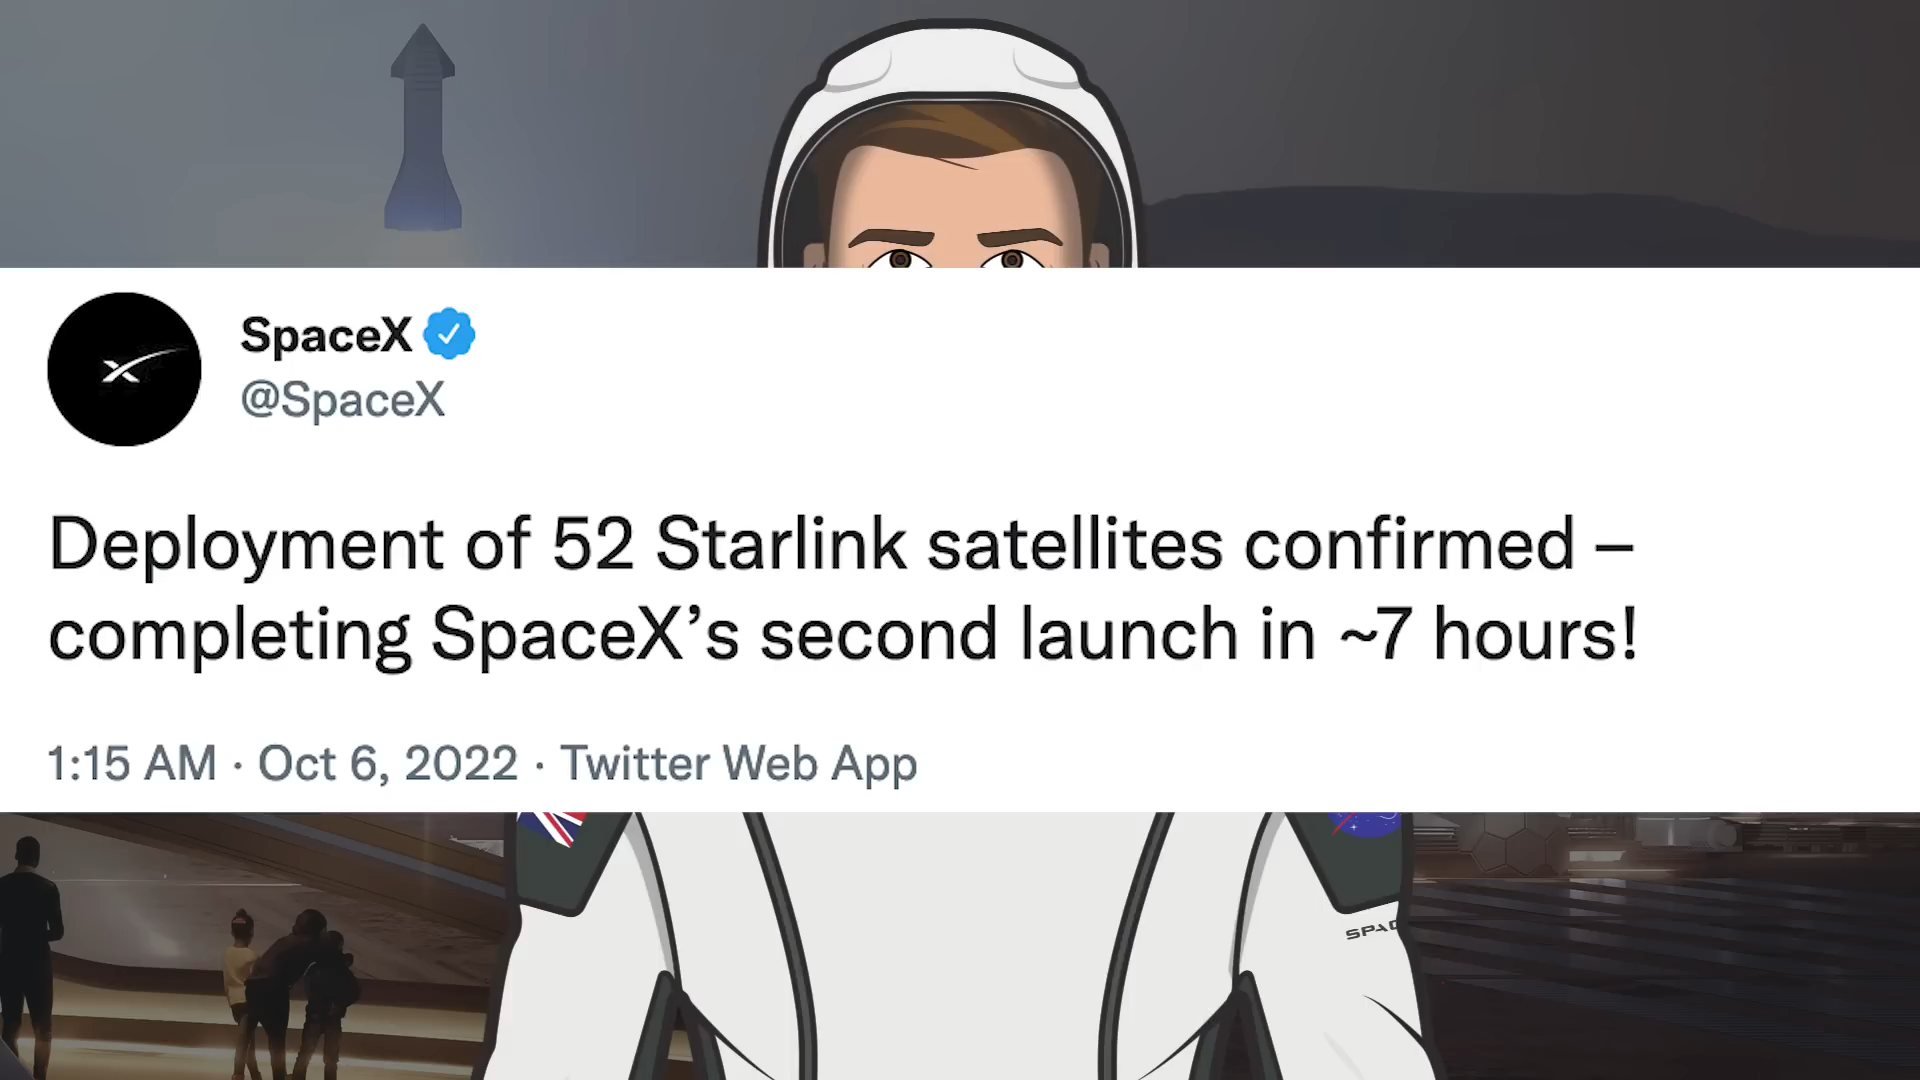 SpaceX
@SpaceX
Deployment of 52 Starlink satellites confirmed –
completing SpaceX’s second launch in ~7 hours!
1:15 AM · Oct 6, 2022 · Twitter Web App
SPAC